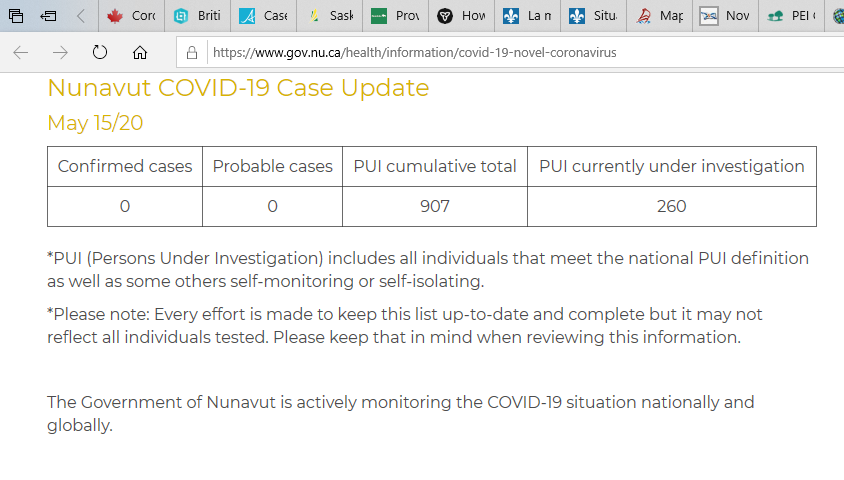 Cor
Briti
Case
Sask
Prov
How
La m
Situ
Map
Nov
PEI
https://www.gov.nu.ca/health/information/covid-19-novel-coronavirus
Nunavut COVID-19 Case Update
May 15/20
Confirmed cases Probable cases PUI cumulative total PUI currently under investigation
0 0 907 260
*PUI (Persons Under Investigation) includes all individuals that meet the national PUI definition
as well as some others self-monitoring or self-isolating.
*Please note: Every effort is made to keep this list up-to-date and complete but it may not
reflect all individuals tested. Please keep that in mind when reviewing this information.
The Government of Nunavut is actively monitoring the COVID-19 situation nationally and
globally.